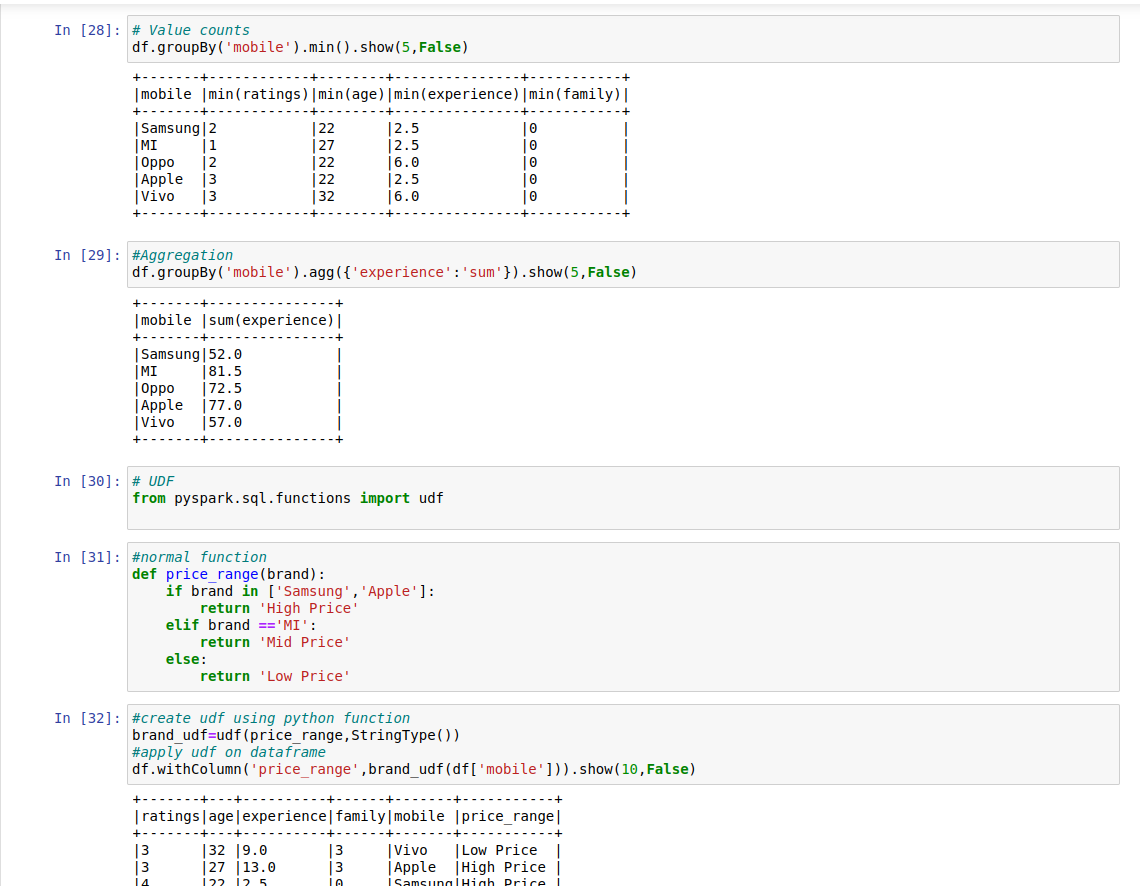 In [28]: # Value counts
df.groupBy('mobile').min().show(5,False)
+-------+------------+--------+---------------+-----------+
|mobile |min(ratings)|min(age)|min(experience)|min(family)|
+-------+------------+--------+---------------+-----------+
|Samsung|2           |22      |2.5            |0          |
|MI     |1           |27      |2.5            |0          |
|Oppo   |2           |22      |6.0            |0          |
|Apple  |3           |22      |2.5            |0          |
|Vivo   |3           |32      |6.0            |0          |
+-------+------------+--------+---------------+-----------+
In [29]: #Aggregation
df.groupBy('mobile').agg({'experience':'sum'}).show(5,False)
+-------+---------------+
|mobile |sum(experience)|
+-------+---------------+
|Samsung|52.0           |
|MI     |81.5           |
|Oppo   |72.5           |
|Apple  |77.0           |
|Vivo   |57.0           |
+-------+---------------+
In [30]: # UDF
from pyspark.sql.functions import udf
In [31]: #normal function
def price_range(brand):
    if brand in ['Samsung','Apple']:
        return 'High Price'
    elif brand =='MI':
        return 'Mid Price'
    else:
        return 'Low Price'
In [32]: #create udf using python function
brand_udf=udf(price_range,StringType())
#apply udf on dataframe
df.withColumn('price_range',brand_udf(df['mobile'])).show(10,False)
+-------+---+----------+------+-------+-----------+
|ratings|age|experience|family|mobile |price_range|
+-------+---+----------+------+-------+-----------+
|3      |32 |9.0       |3     |Vivo   |Low Price  |
|3      |27 |13.0      |3     |Apple  |High Price |
|4      |22 |2.5       |0     |Samsung|High Price |